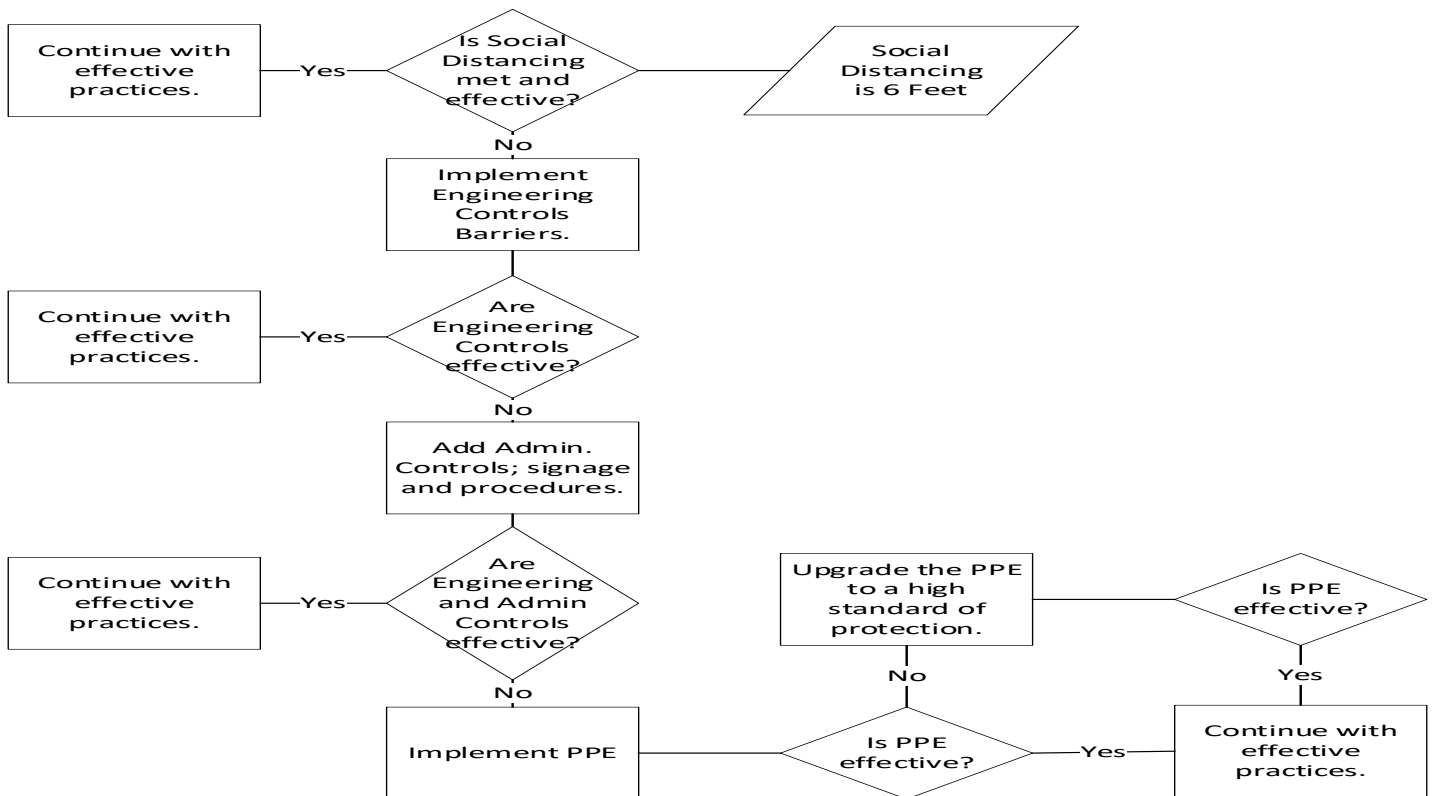 Continue with
effective
practices.
Yes
Is Social
Distancing
met and
effective?
Social
Distancing
is 6 Feet
No
Implement
Engineering
Controls
Barriers.
Continue with
effective
practices.
Yes
Are
Engineering
Controls
effective?
No
Add Admin.
Controls; signage
and procedures.
Continue with
effective
practices.
Yes
Are
Engineering
and Admin
Controls
effective?
Upgrade the PPE
to a high
standard of
protection.
Is PPE
effective?
No
No
Yes
Implement PPE
Is PPE
effective?
Yes
Continue with
effective
practices.